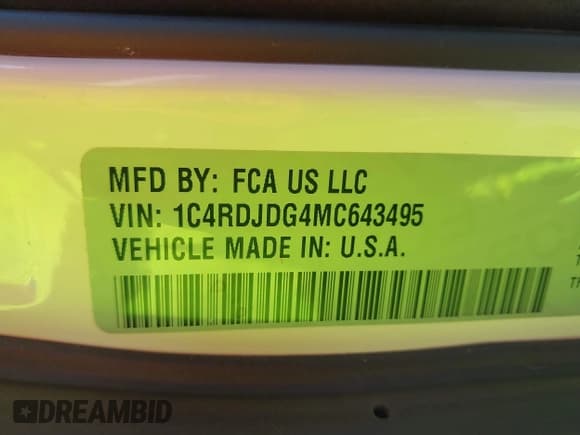 MFD BY: FCA US LLC
VIN: 1C4RDJDG4MC643495
VEHICLE MADE IN: U.S.A.
DREAMBID